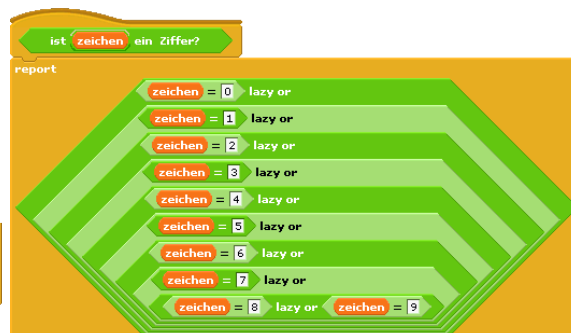 ist zeichen ein Ziffer?
report
zeichen = 0 lazy or
zeichen = 1 lazy or
zeichen = 2 lazy or
zeichen = 3 lazy or
zeichen = 4 lazy or
zeichen = 5 lazy or
zeichen = 6 lazy or
zeichen = 7 lazy or
zeichen = 8 lazy or zeichen = 9